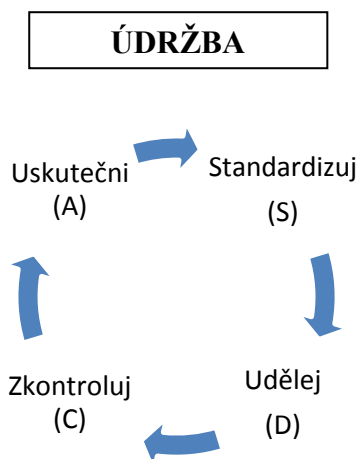 ÚDRŽBA
Uskutečni
(A)
Standardizuj
(S)
Udělej
(D)
Zkontroluj
(C)